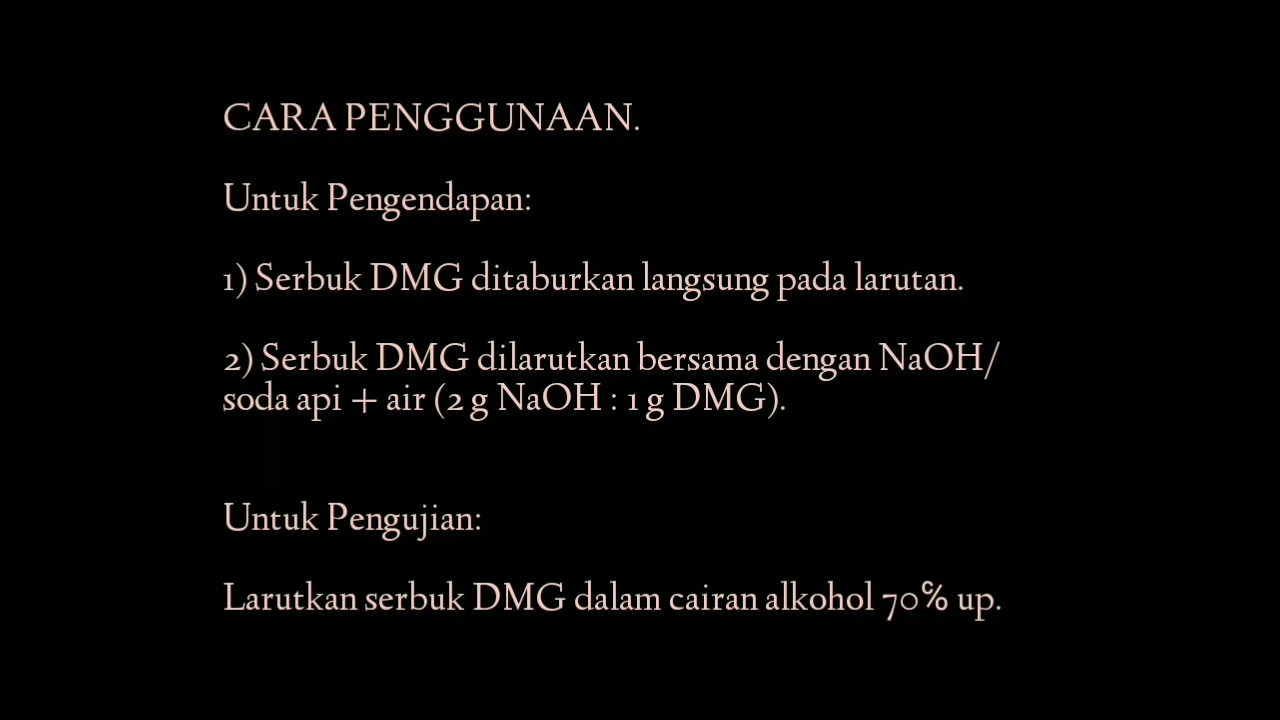 CARA PENGGUNAAN.
Untuk Pengendapan:
1) Serbuk DMG ditaburkan langsung pada larutan.
2) Serbuk DMG dilarutkan bersama dengan NaOH/
soda api + air (2 g NaOH : 1 g DMG).
Untuk Pengujian:
Larutkan serbuk DMG dalam cairan alkohol 70℅ up.